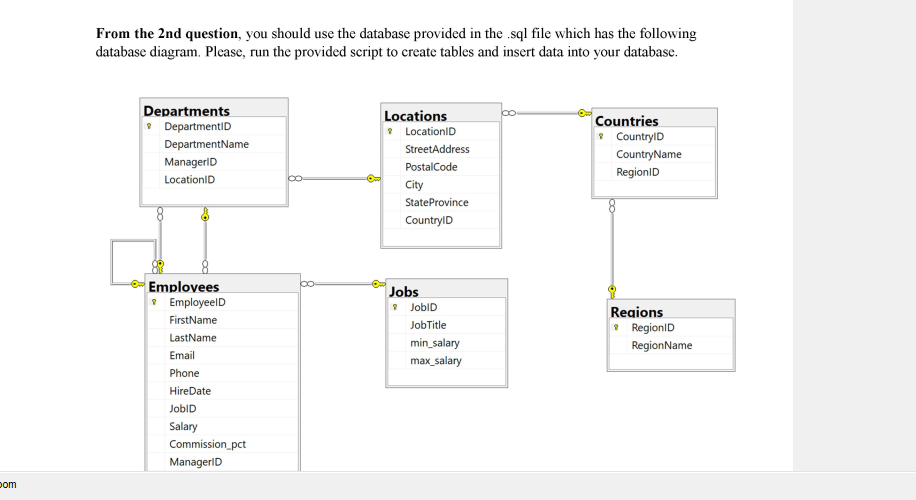 From the 2nd question, you should use the database provided in the .sql file which has the following
database diagram. Please, run the provided script to create tables and insert data into your database.
Departments
DepartmentID
DepartmentName
ManagerID
LocationID
Locations
LocationID
StreetAddress
PostalCode
City
StateProvince
CountryID
Countries
CountryID
CountryName
RegionID
Employees
EmployeeID
FirstName
LastName
Email
Phone
HireDate
JobID
Salary
Commission_pct
ManagerID
Jobs
JobID
JobTitle
min_salary
max_salary
Regions
RegionID
RegionName